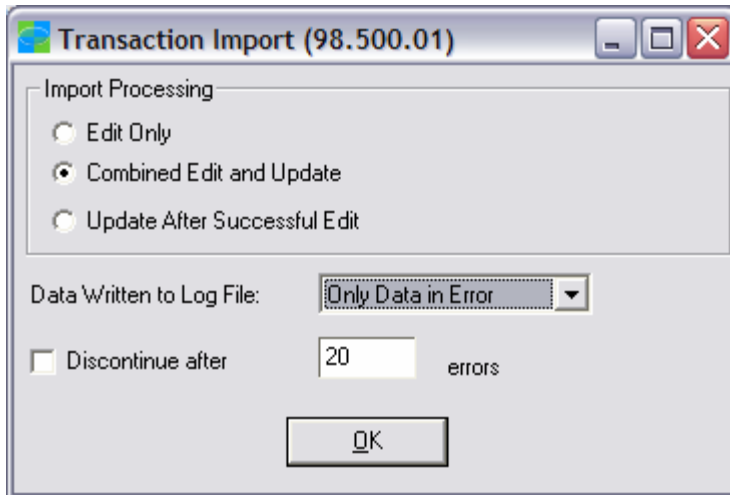 Transaction Import (98.500.01)
Import Processing
Edit Only
Combined Edit and Update
Update After Successful Edit
Data Written to Log File: Only Data in Error
Discontinue after 20 errors
OK